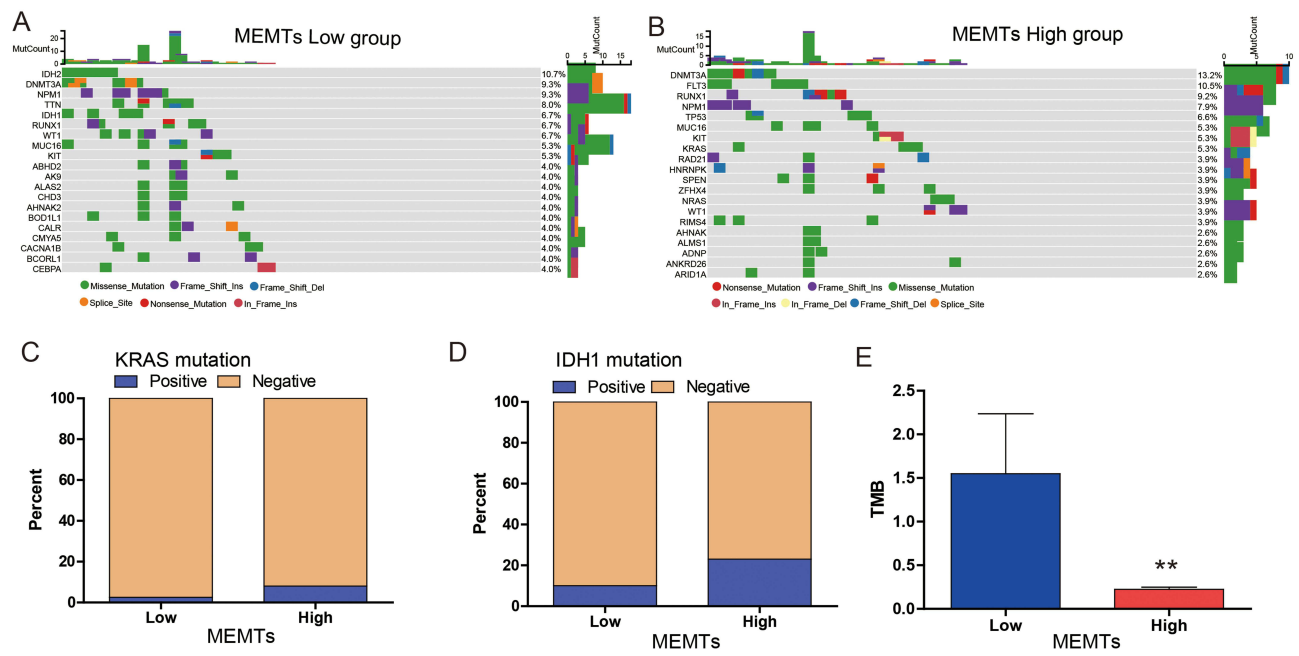 A
MEMTs Low group
MutCount
20
10
0
0 5 15
MutCount
IDH2 10.7%
DNMT3A 9.3%
NPM1 9.3%
TTN 8.0%
IDH1 6.7%
RUNX1 6.7%
WT1 6.7%
MUC16 5.3%
KIT 5.3%
ABHD2 4.0%
AK9 4.0%
ALAS2 4.0%
CHD3 4.0%
AHNAK2 4.0%
BOD1L1 4.0%
CALR 4.0%
CMYA5 4.0%
CACNA1B 4.0%
BCORL1 4.0%
CEBPA 4.0%
Missense_Mutation Frame_Shift_Ins Frame_Shift_Del
Splice_Site Nonsense_Mutation In_Frame_Ins
B
MEMTs High group
MutCount
15
10
5
0
0 5 10
MutCount
DNMT3A 13.2%
FLT3 10.5%
RUNX1 9.2%
NPM1 7.9%
TP53 6.6%
MUC16 5.3%
KIT 5.3%
KRAS 5.3%
RAD21 3.9%
HNRNPK 3.9%
SPEN 3.9%
ZFHX4 3.9%
NRAS 3.9%
WT1 3.9%
RIMS4 3.9%
AHNAK 2.6%
ALMS1 2.6%
ADNP 2.6%
ANKRD26 2.6%
ARID1A 2.6%
Nonsense_Mutation Frame_Shift_Ins Missense_Mutation
In_Frame_Ins In_Frame_Del Frame_Shift_Del Splice_Site
C
KRAS mutation
Positive Negative
100
80
60
40
20
0
Percent
Low High
MEMTs
D
IDH1 mutation
Positive Negative
100
80
60
40
20
0
Percent
Low High
MEMTs
E
2.5
2.0
1.5
1.0
0.5
0.0
TMB
**
Low High
MEMTs